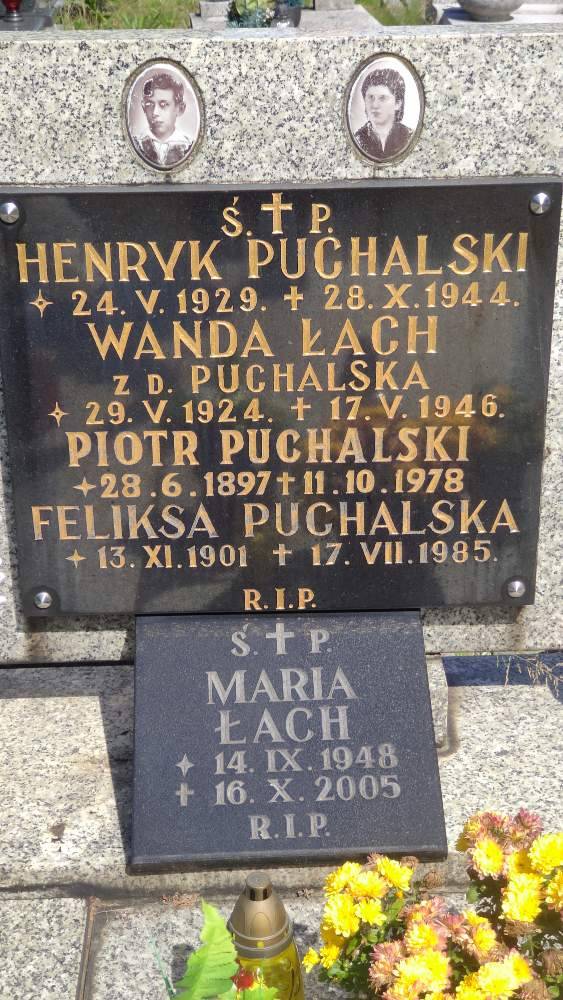 Ś. ✝ P.
HENRYK PUCHALSKI
✦ 24. V. 1929. ✝ 28. X. 1944.
WANDA ŁACH
Z D. PUCHALSKA
✦ 29. V. 1924. ✝ 17. V. 1946.
PIOTR PUCHALSKI
✦28.6.1897 ✝11.10.1978
FELIKSA PUCHALSKA
✦ 13. XI. 1901 ✝ 17. VII. 1985.
R.I.P.
Ś. ✝ P.
MARIA
ŁACH
✦ 14. IX. 1948
✝ 16. X. 2005.
R.I.P.